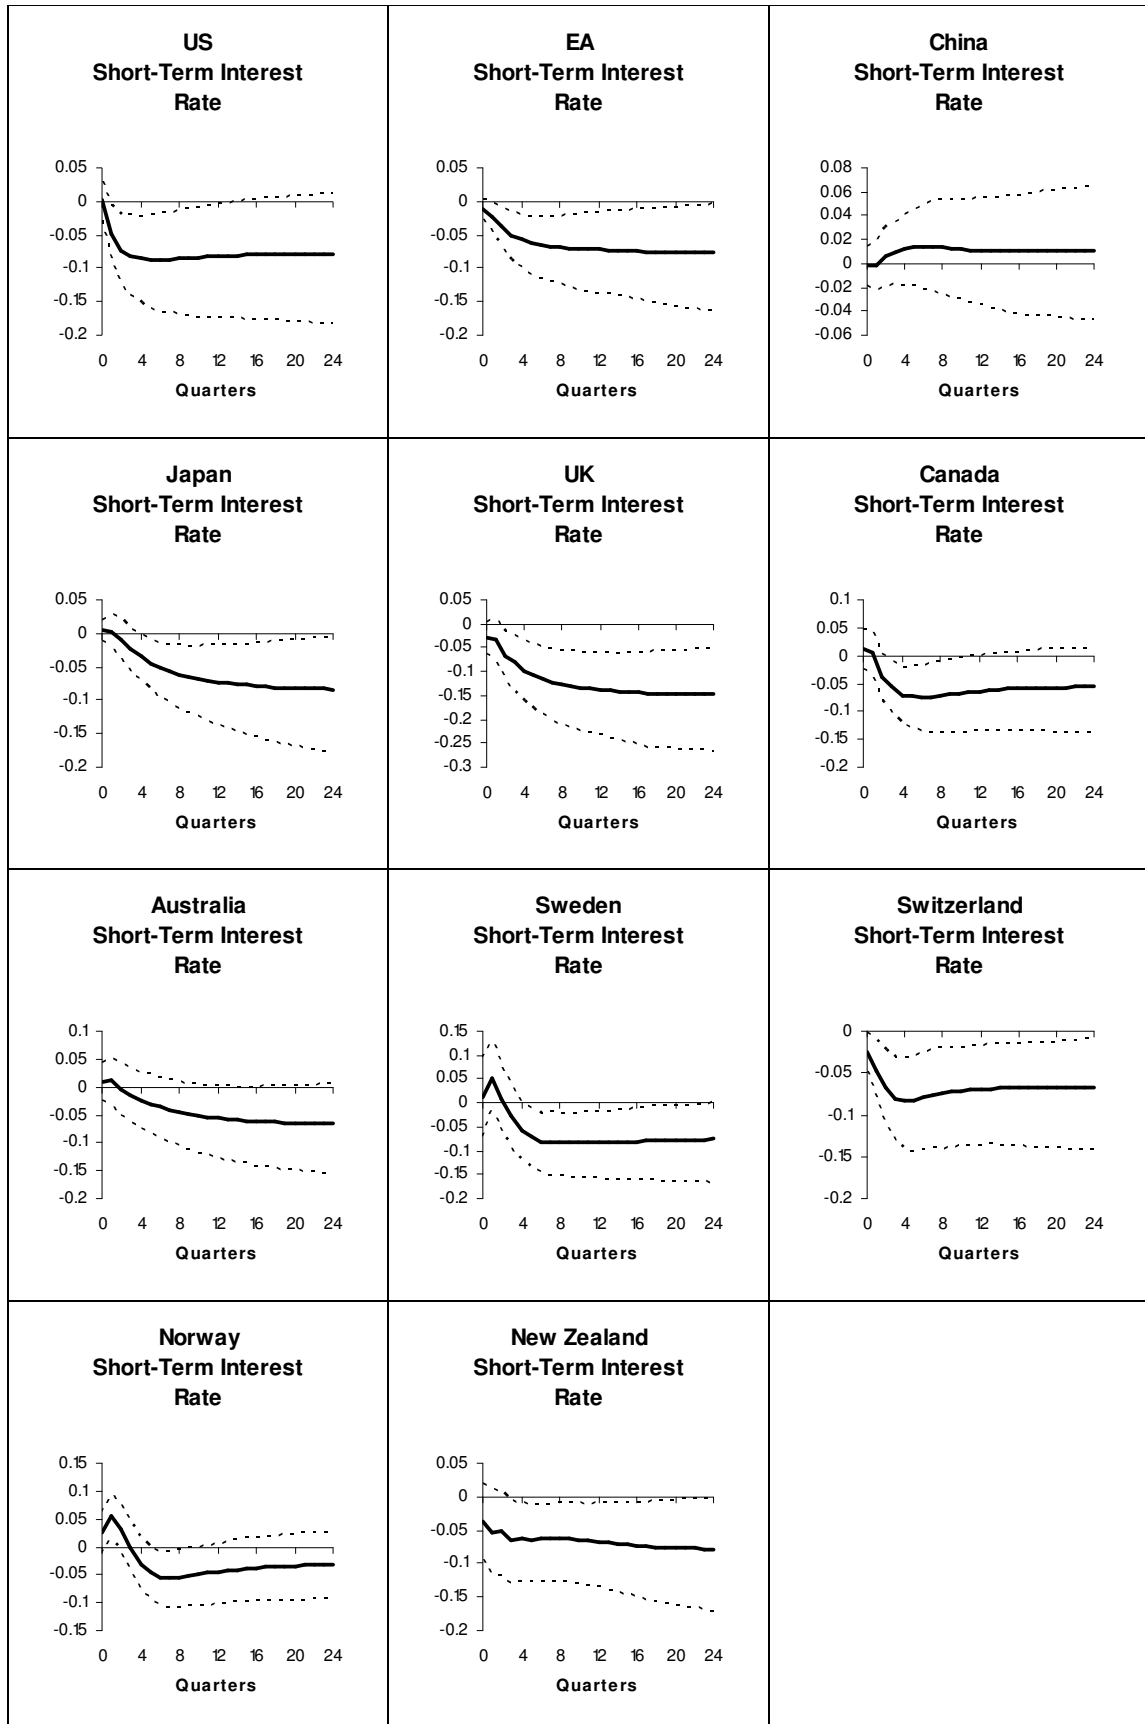 US
Short-Term Interest
Rate
0.05
0
-0.05
-0.1
-0.15
-0.2
0 4 8 12 16 20 24
Quarters
EA
Short-Term Interest
Rate
0.05
0
-0.05
-0.1
-0.15
-0.2
0 4 8 12 16 20 24
Quarters
China
Short-Term Interest
Rate
0.08
0.06
0.04
0.02
0
-0.02
-0.04
-0.06
0 4 8 12 16 20 24
Quarters
Japan
Short-Term Interest
Rate
0.05
0
-0.05
-0.1
-0.15
-0.2
0 4 8 12 16 20 24
Quarters
UK
Short-Term Interest
Rate
0.05
0
-0.05
-0.1
-0.15
-0.2
-0.25
-0.3
0 4 8 12 16 20 24
Quarters
Canada
Short-Term Interest
Rate
0.1
0.05
0
-0.05
-0.1
-0.15
-0.2
0 4 8 12 16 20 24
Quarters
Australia
Short-Term Interest
Rate
0.1
0.05
0
-0.05
-0.1
-0.15
-0.2
0 4 8 12 16 20 24
Quarters
Sweden
Short-Term Interest
Rate
0.15
0.1
0.05
0
-0.05
-0.1
-0.15
-0.2
0 4 8 12 16 20 24
Quarters
Switzerland
Short-Term Interest
Rate
0
-0.05
-0.1
-0.15
-0.2
0 4 8 12 16 20 24
Quarters
Norway
Short-Term Interest
Rate
0.15
0.1
0.05
0
-0.05
-0.1
-0.15
0 4 8 12 16 20 24
Quarters
New Zealand
Short-Term Interest
Rate
0.05
0
-0.05
-0.1
-0.15
-0.2
0 4 8 12 16 20 24
Quarters